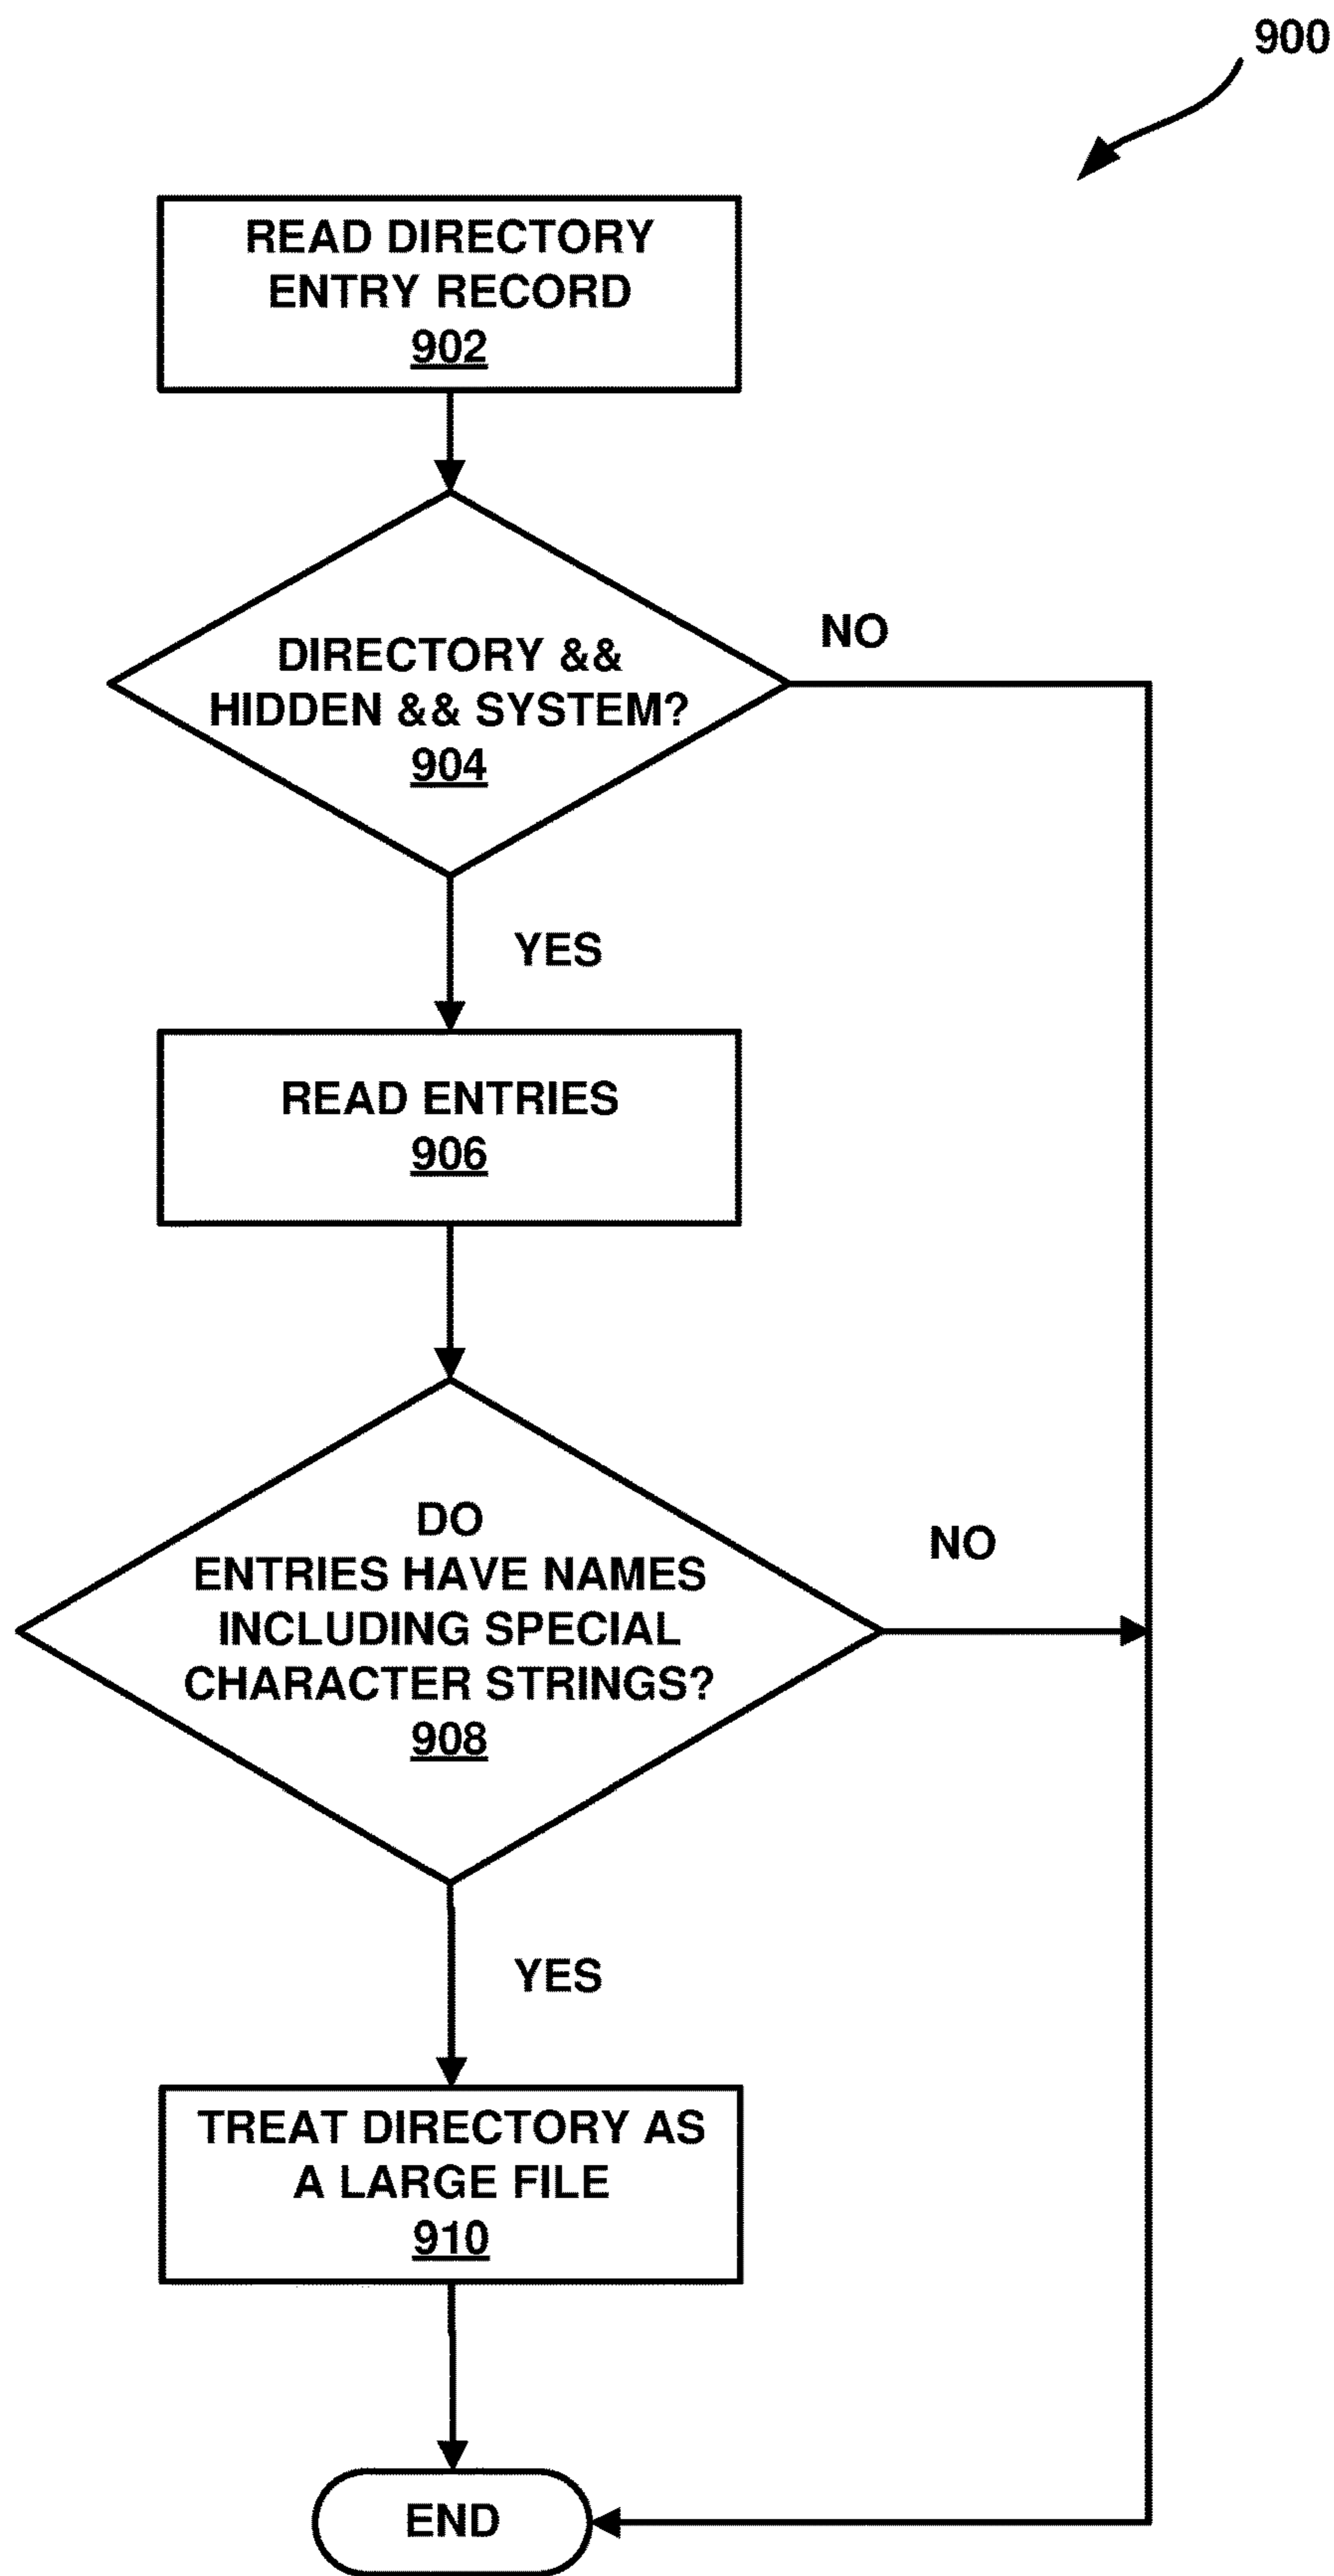 900
READ DIRECTORY
ENTRY RECORD
902
DIRECTORY &&
HIDDEN && SYSTEM?
904
NO
YES
READ ENTRIES
906
DO
ENTRIES HAVE NAMES
INCLUDING SPECIAL
CHARACTER STRINGS?
908
NO
YES
TREAT DIRECTORY AS
A LARGE FILE
910
END